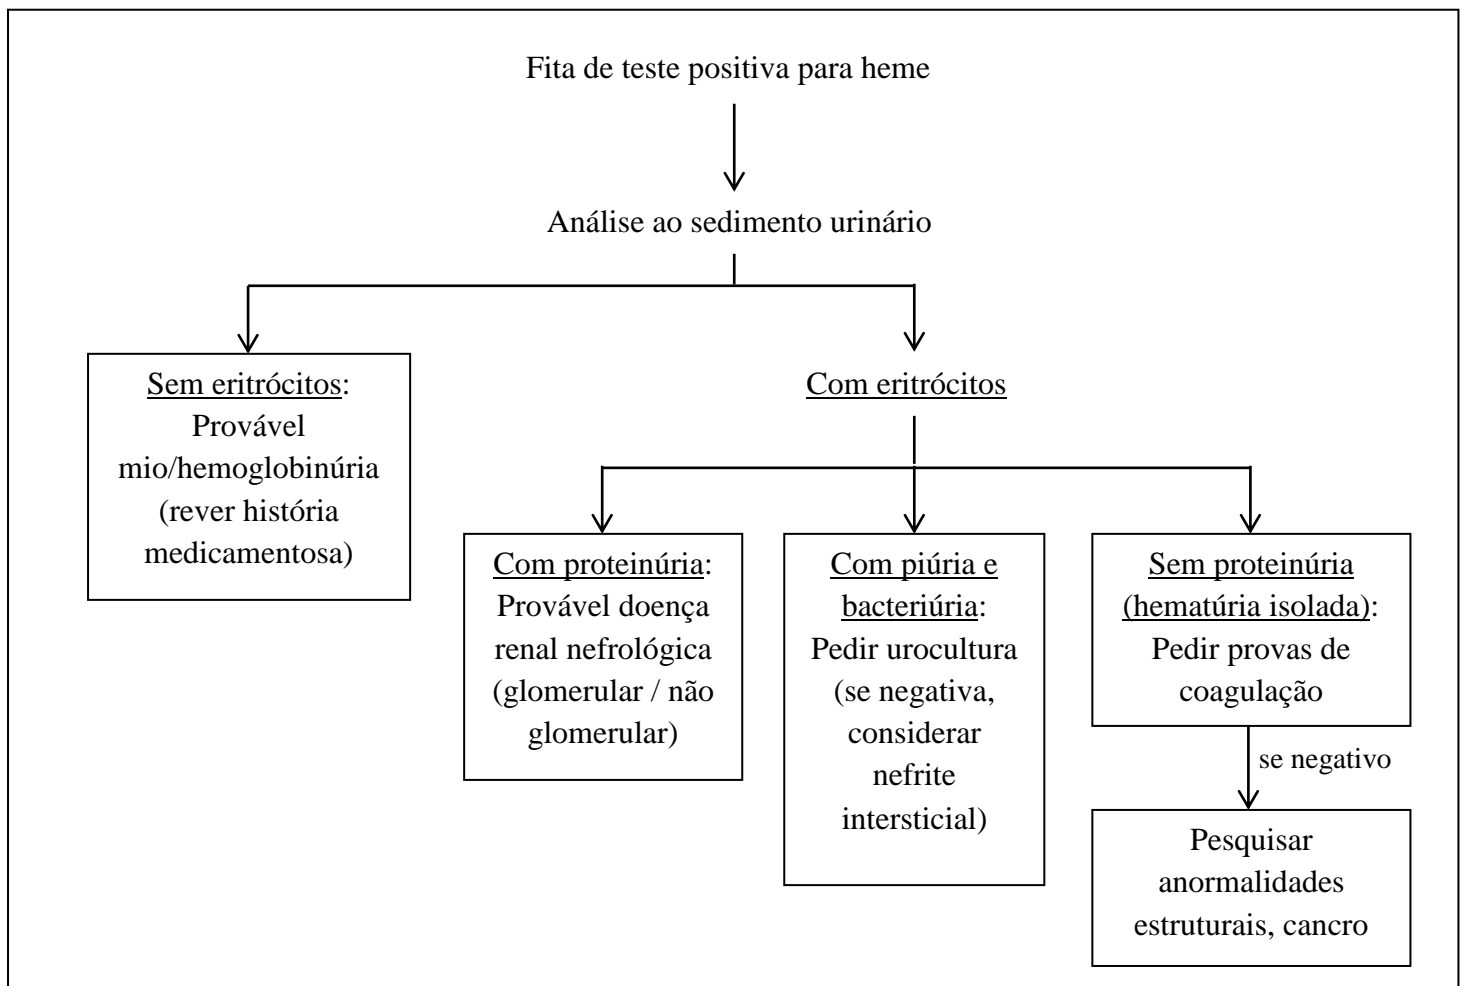 Fita de teste positiva para heme
Análise ao sedimento urinário
Sem eritrócitos:
Provável
mio/hemoglobinúria
(rever história
medicamentosa)
Com eritrócitos
Com proteinúria:
Provável doença
renal nefrológica
(glomerular / não
glomerular)
Com piúria e
bacteriúria:
Pedir urocultura
(se negativa,
considerar
nefrite
intersticial)
Sem proteinúria
(hematúria isolada):
Pedir provas de
coagulação
se negativo
Pesquisar
anormalidades
estruturais, cancro